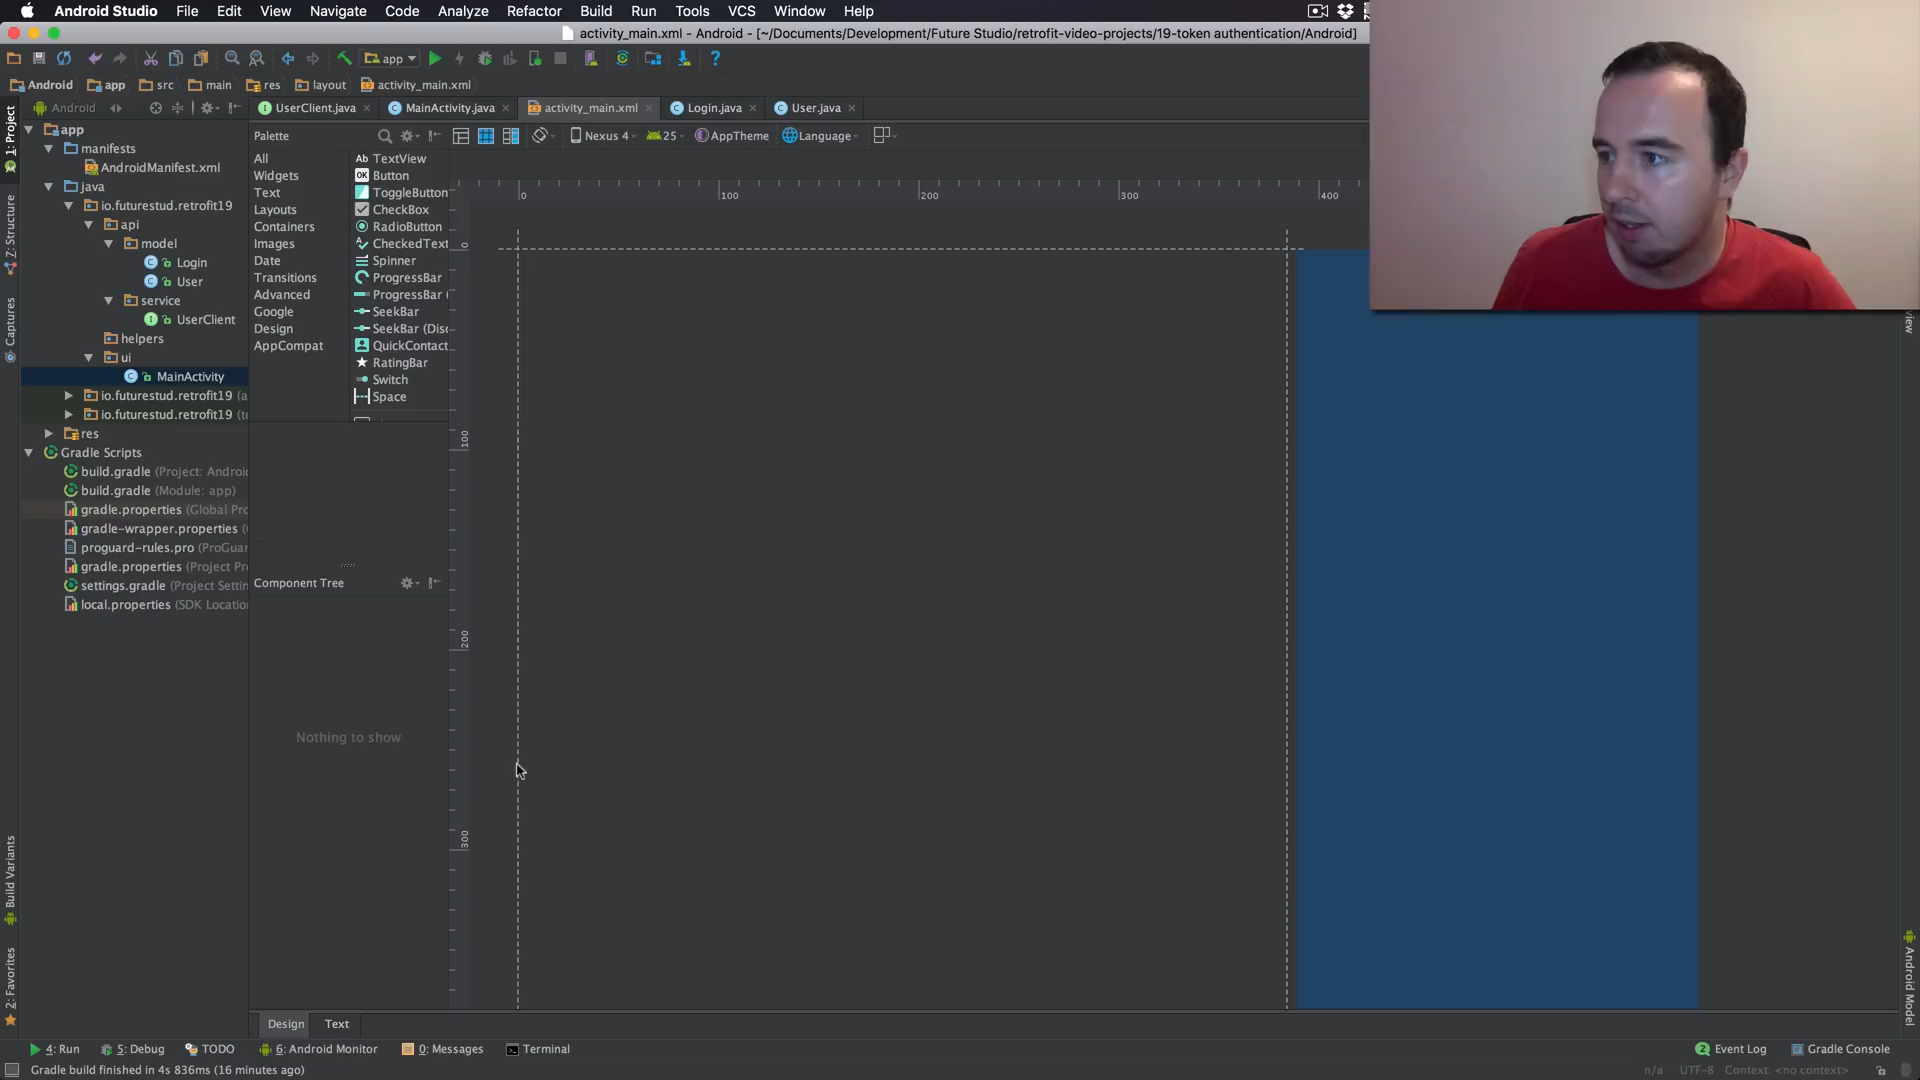 Android Studio File Edit View Navigate Code Analyze Refactor Build Run Tools VCS Window Help
activity_main.xml - Android - [~/Documents/Development/Future Studio/retrofit-video-projects/19-token authentication/Android]
app
Android app src main res layout activity_main.xml
Android
UserClient.java MainActivity.java activity_main.xml Login.java User.java
Palette
Nexus 4 25 AppTheme Language
1: Project
Z: Structure
Captures
Build Variants
2: Favorites
app
manifests
AndroidManifest.xml
java
io.futurestud.retrofit19
api
model
Login
User
service
UserClient
helpers
ui
MainActivity
io.futurestud.retrofit19 (a
io.futurestud.retrofit19 (te
res
Gradle Scripts
build.gradle (Project: Androi
build.gradle (Module: app)
gradle.properties (Global Pro
gradle-wrapper.properties (
proguard-rules.pro (ProGuar
gradle.properties (Project Pr
settings.gradle (Project Settin
local.properties (SDK Locatio
All
Widgets
Text
Layouts
Containers
Images
Date
Transitions
Advanced
Google
Design
AppCompat
Ab TextView
OK Button
ToggleButton
CheckBox
RadioButton
CheckedText
Spinner
ProgressBar
ProgressBar (
SeekBar
SeekBar (Disc
QuickContact
RatingBar
Switch
Space
Component Tree
Nothing to show
0 100 200 300 400
0
100
200
300
view
Android Model
Design Text
4: Run 5: Debug TODO 6: Android Monitor 0: Messages Terminal 2 Event Log Gradle Console
Gradle build finished in 4s 836ms (16 minutes ago) n/a UTF-8 Context: <no context>